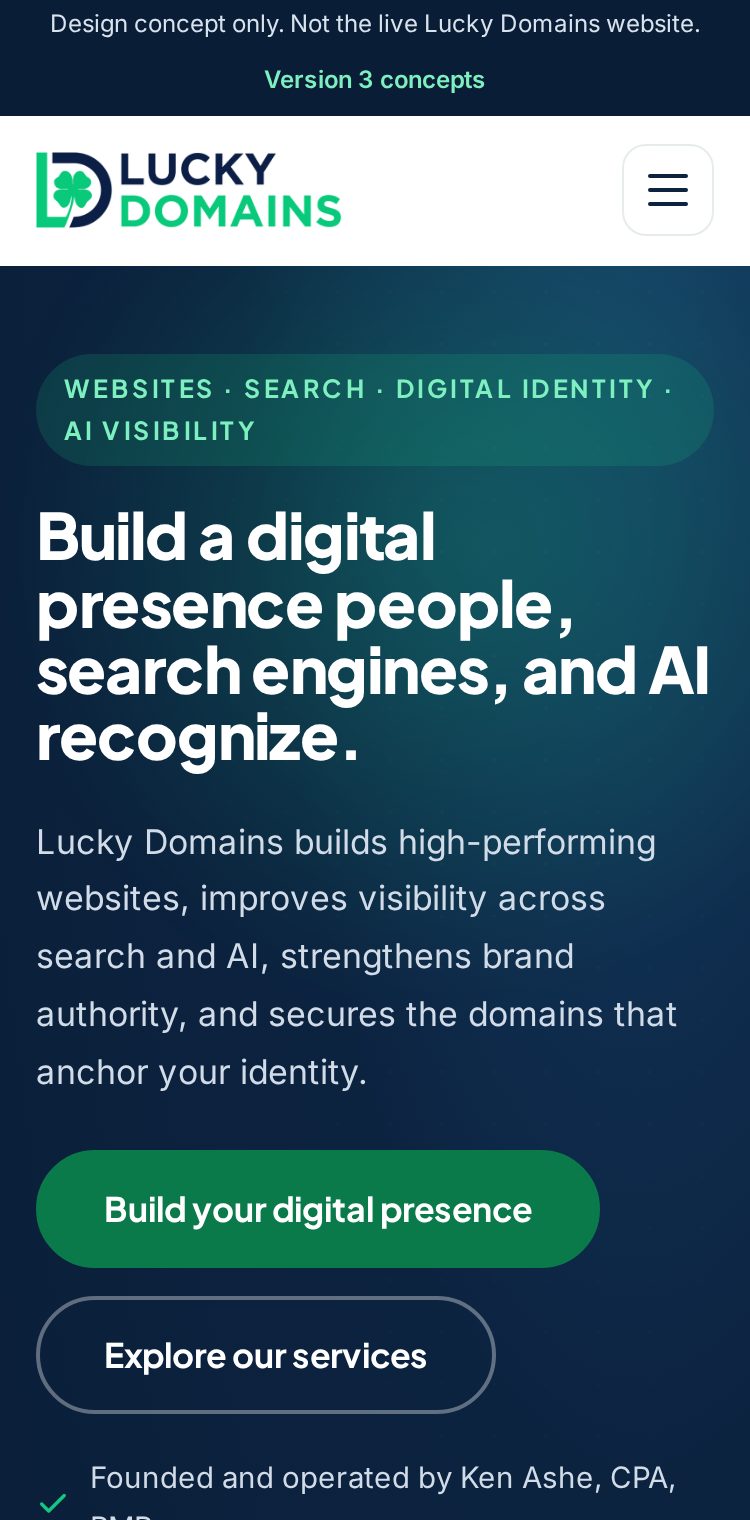 Design concept only. Not the live Lucky Domains website.
Version 3 concepts
LUCKY
DOMAINS
WEBSITES · SEARCH · DIGITAL IDENTITY ·
AI VISIBILITY
Build a digital
presence people,
search engines, and AI
recognize.
Lucky Domains builds high-performing
websites, improves visibility across
search and AI, strengthens brand
authority, and secures the domains that
anchor your identity.
Build your digital presence
Explore our services
Founded and operated by Ken Ashe, CPA,